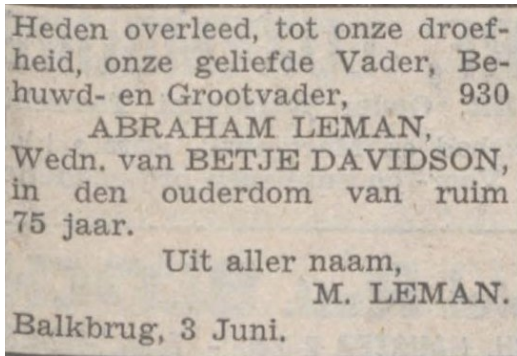 Heden overleed, tot onze droef-
heid, onze geliefde Vader, Be-
huwd- en Grootvader, 930
ABRAHAM LEMAN,
Wedn. van BETJE DAVIDSON,
in den ouderdom van ruim
75 jaar.
Uit aller naam,
M. LEMAN.
Balkbrug, 3 Juni.